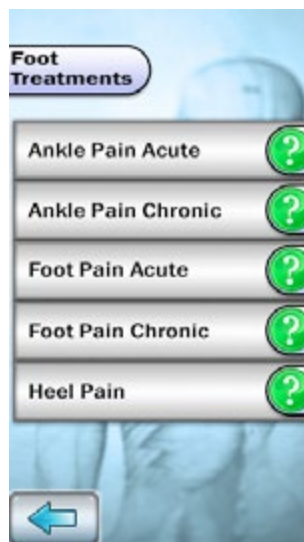 Foot
Treatments
Ankle Pain Acute
?
Ankle Pain Chronic
?
Foot Pain Acute
?
Foot Pain Chronic
?
Heel Pain
?